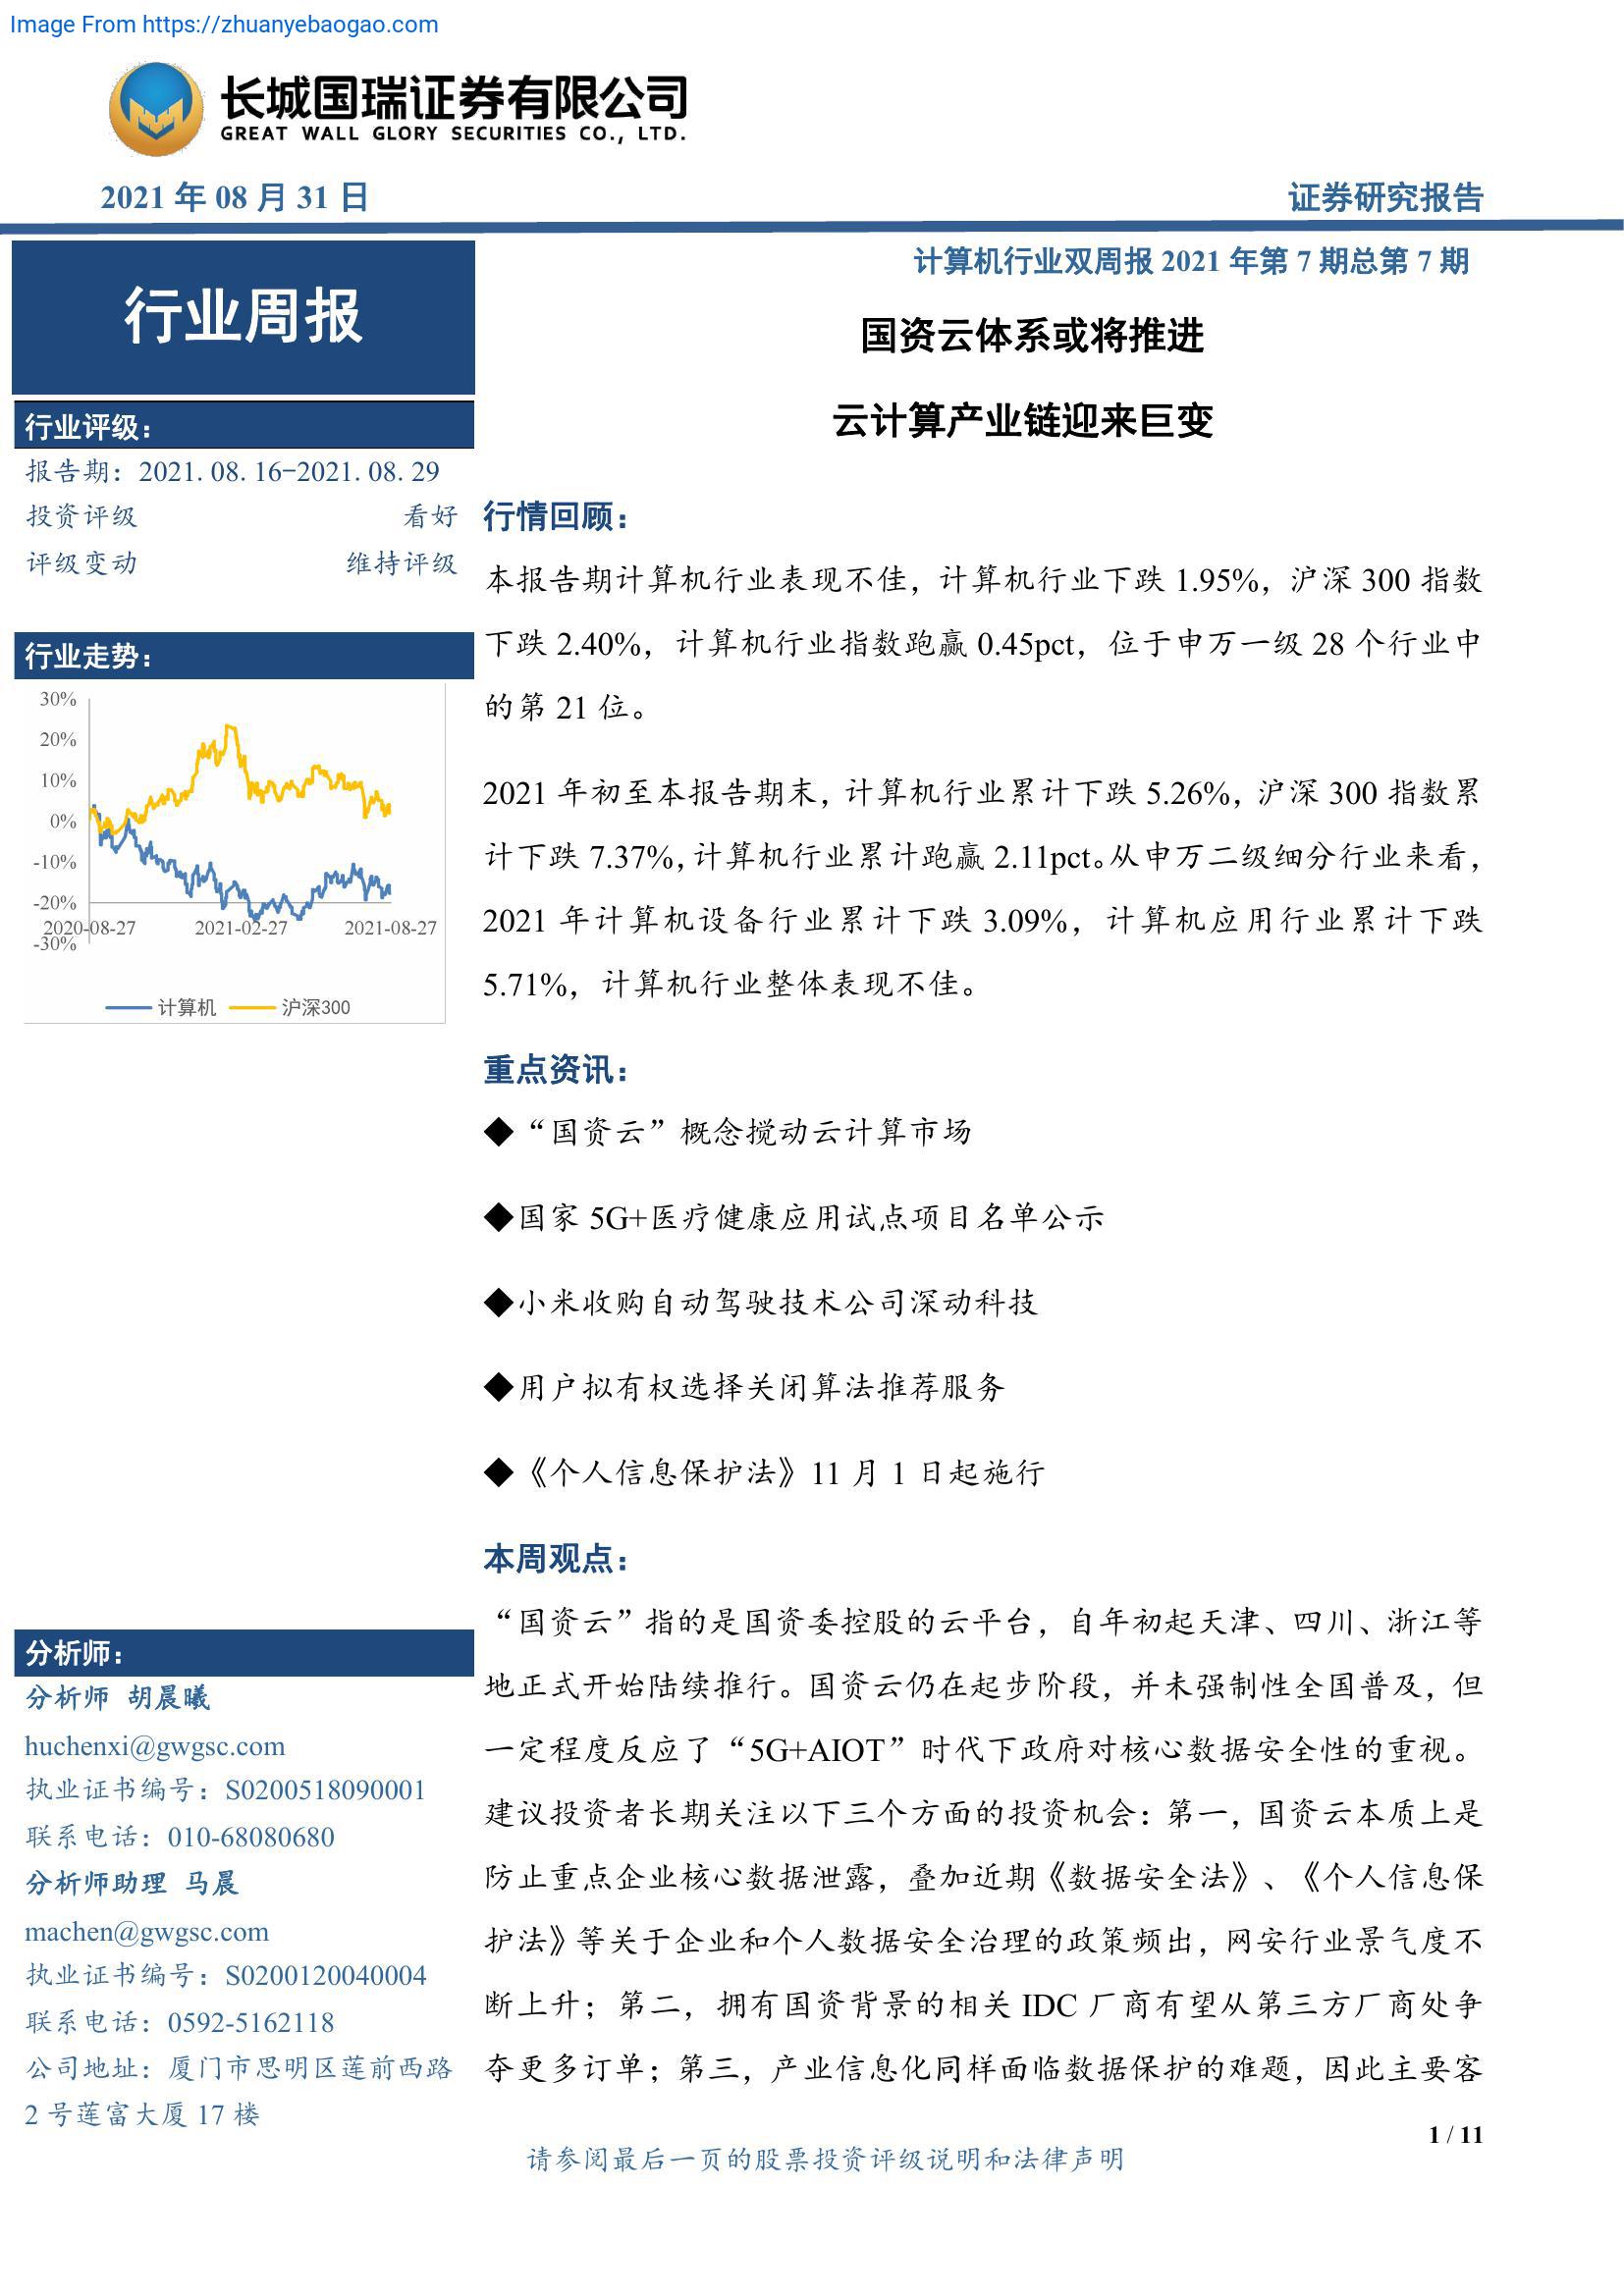 Image From https://zhuanyebaogao.com
长城国瑞证券有限公司
GREAT WALL GLORY SECURITIES CO., LTD.
2021 年 08 月 31 日
证券研究报告
行业周报
行业评级：
报告期：2021.08.16-2021.08.29
投资评级 看好
评级变动 维持评级
行业走势：
30%
20%
10%
0%
-10%
-20%
-30%
2020-08-27
2021-02-27
2021-08-27
计算机
沪深300
分析师：
分析师 胡晨曦
huchenxi@gwgsc.com
执业证书编号：S0200518090001
联系电话：010-68080680
分析师助理 马晨
machen@gwgsc.com
执业证书编号：S0200120040004
联系电话：0592-5162118
公司地址：厦门市思明区莲前西路
2 号莲富大厦 17 楼
计算机行业双周报 2021 年第 7 期总第 7 期
国资云体系或将推进
云计算产业链迎来巨变
行情回顾：
本报告期计算机行业表现不佳，计算机行业下跌 1.95%，沪深 300 指数
下跌 2.40%，计算机行业指数跑赢 0.45pct，位于申万一级 28 个行业中
的第 21 位。
2021 年初至本报告期末，计算机行业累计下跌 5.26%，沪深 300 指数累
计下跌 7.37%，计算机行业累计跑赢 2.11pct。从申万二级细分行业来看，
2021 年计算机设备行业累计下跌 3.09%，计算机应用行业累计下跌
5.71%，计算机行业整体表现不佳。
重点资讯：
◆“国资云”概念搅动云计算市场
◆国家 5G+医疗健康应用试点项目名单公示
◆小米收购自动驾驶技术公司深动科技
◆用户拟有权选择关闭算法推荐服务
◆《个人信息保护法》11 月 1 日起施行
本周观点：
“国资云”指的是国资委控股的云平台，自年初起天津、四川、浙江等
地正式开始陆续推行。国资云仍在起步阶段，并未强制性全国普及，但
一定程度反应了“5G+AIOT”时代下政府对核心数据安全性的重视。
建议投资者长期关注以下三个方面的投资机会：第一，国资云本质上是
防止重点企业核心数据泄露，叠加近期《数据安全法》、《个人信息保
护法》等关于企业和个人数据安全治理的政策频出，网安行业景气度不
断上升；第二，拥有国资背景的相关 IDC 厂商有望从第三方厂商处争
夺更多订单；第三，产业信息化同样面临数据保护的难题，因此主要客
1 / 11
请参阅最后一页的股票投资评级说明和法律声明